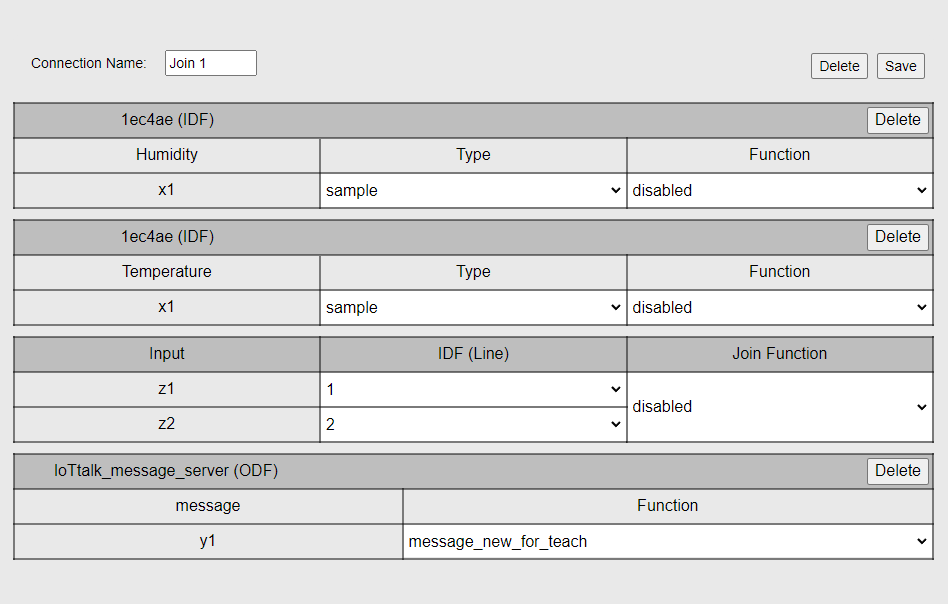 Connection Name: Join 1 Delete Save
1ec4ae (IDF) Delete
Humidity Type Function
x1 sample disabled
1ec4ae (IDF) Delete
Temperature Type Function
x1 sample disabled
Input IDF (Line) Join Function
z1 1 disabled
z2 2
IoTtalk_message_server (ODF) Delete
message Function
y1 message_new_for_teach